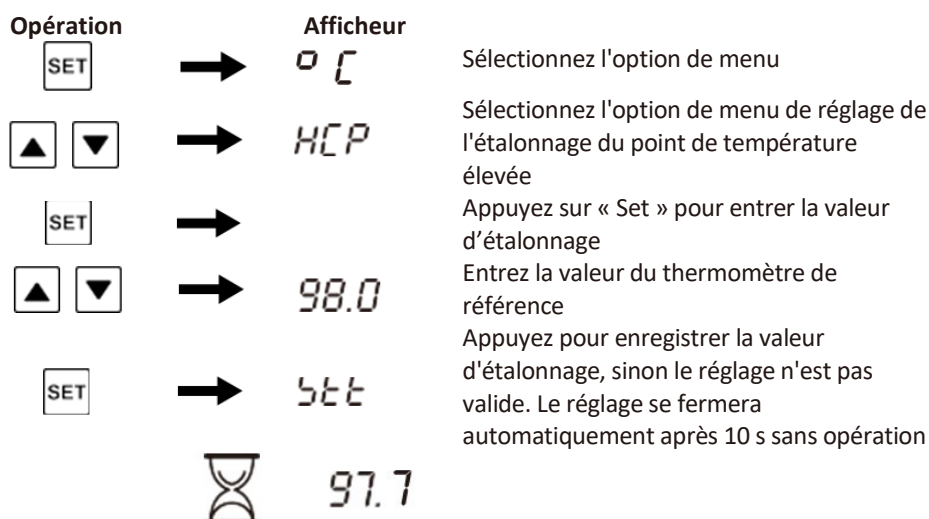 Opération Afficheur
SET °C Sélectionnez l'option de menu
HCP Sélectionnez l'option de menu de réglage de
l'étalonnage du point de température
élevée
SET Appuyez sur « Set » pour entrer la valeur
d’étalonnage
98.0 Entrez la valeur du thermomètre de
référence
SET Stt Appuyez pour enregistrer la valeur
d'étalonnage, sinon le réglage n'est pas
valide. Le réglage se fermera
automatiquement après 10 s sans opération
97.7